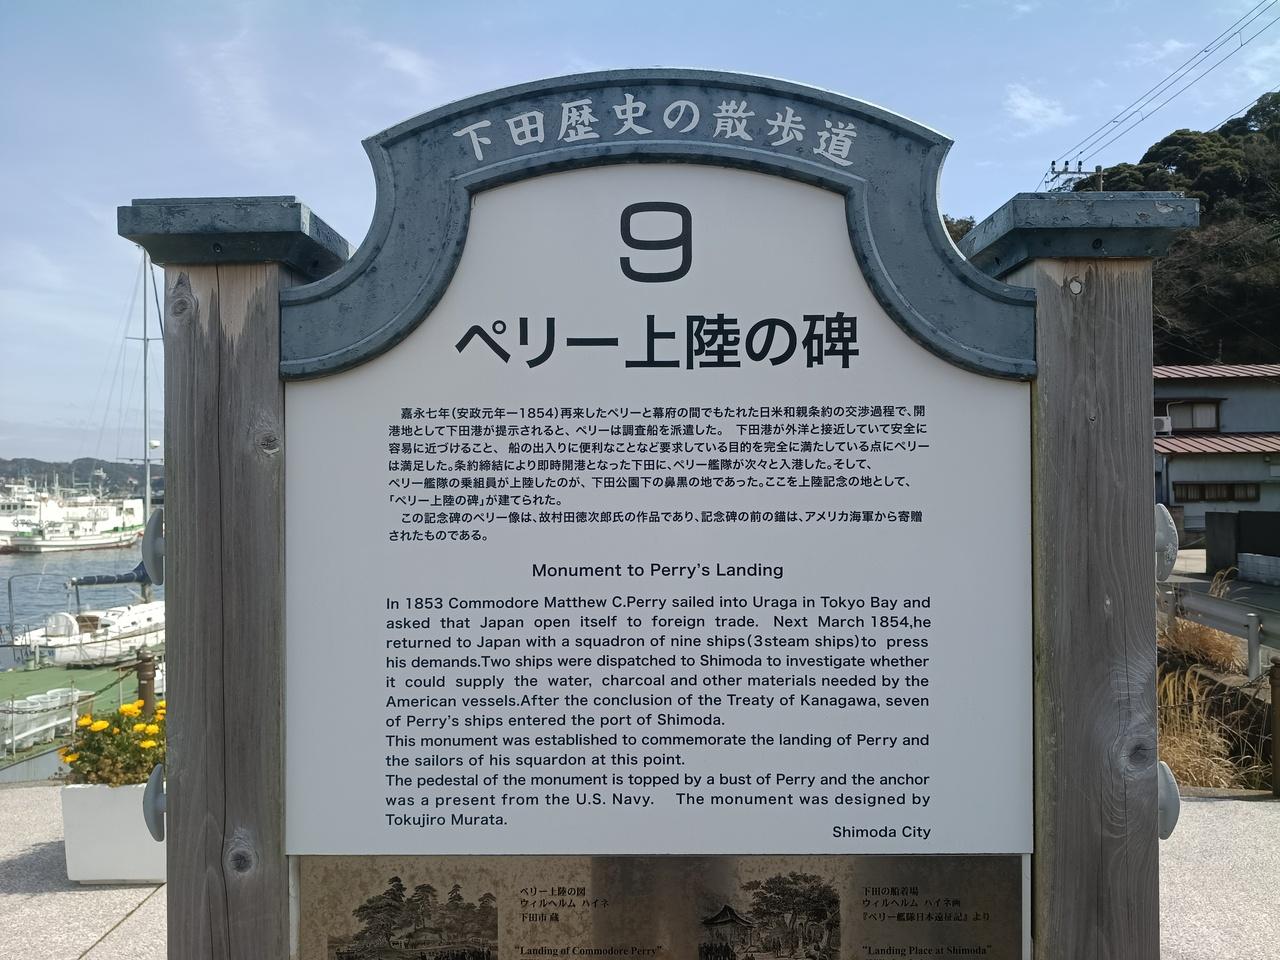 下田歴史の散歩道
9
ペリー上陸の碑
嘉永七年(安政元年ー1854)再来したペリーと幕府の間でもたれた日米和親条約の交渉過程で、開
港地として下田港が提示されると、ペリーは調査船を派遣した。 下田港が外洋と接近していて安全に
容易に近づけること、 船の出入りに便利なことなど要求している目的を完全に満たしている点にペリー
は満足した。条約締結により即時開港となった下田に、ペリー艦隊が次々と入港した。そして、
ペリー艦隊の乗組員が上陸したのが、下田公園下の鼻黒の地であった。ここを上陸記念の地として、
「ペリー上陸の碑」が建てられた。
この記念碑のペリー像は、故村田徳次郎氏の作品であり、記念碑の前の錨は、アメリカ海軍から寄贈
されたものである。
Monument to Perry's Landing
In 1853 Commodore Matthew C.Perry sailed into Uraga in Tokyo Bay and
asked that Japan open itself to foreign trade. Next March 1854,he
returned to Japan with a squadron of nine ships(3steam ships)to press
his demands.Two ships were dispatched to Shimoda to investigate whether
it could supply the water, charcoal and other materials needed by the
American vessels.After the conclusion of the Treaty of Kanagawa, seven
of Perry's ships entered the port of Shimoda.
This monument was established to commemorate the landing of Perry and
the sailors of his squardon at this point.
The pedestal of the monument is topped by a bust of Perry and the anchor
was a present from the U.S. Navy. The monument was designed by
Tokujiro Murata.
Shimoda City
ペリー上陸の図
ウィルヘルム ハイネ
下田市 蔵
"Landing of Commodore Perry"
下田の船着場
ウィルヘルム ハイネ画
『ペリー艦隊日本遠征記』より
"Landing Place at Shimoda"